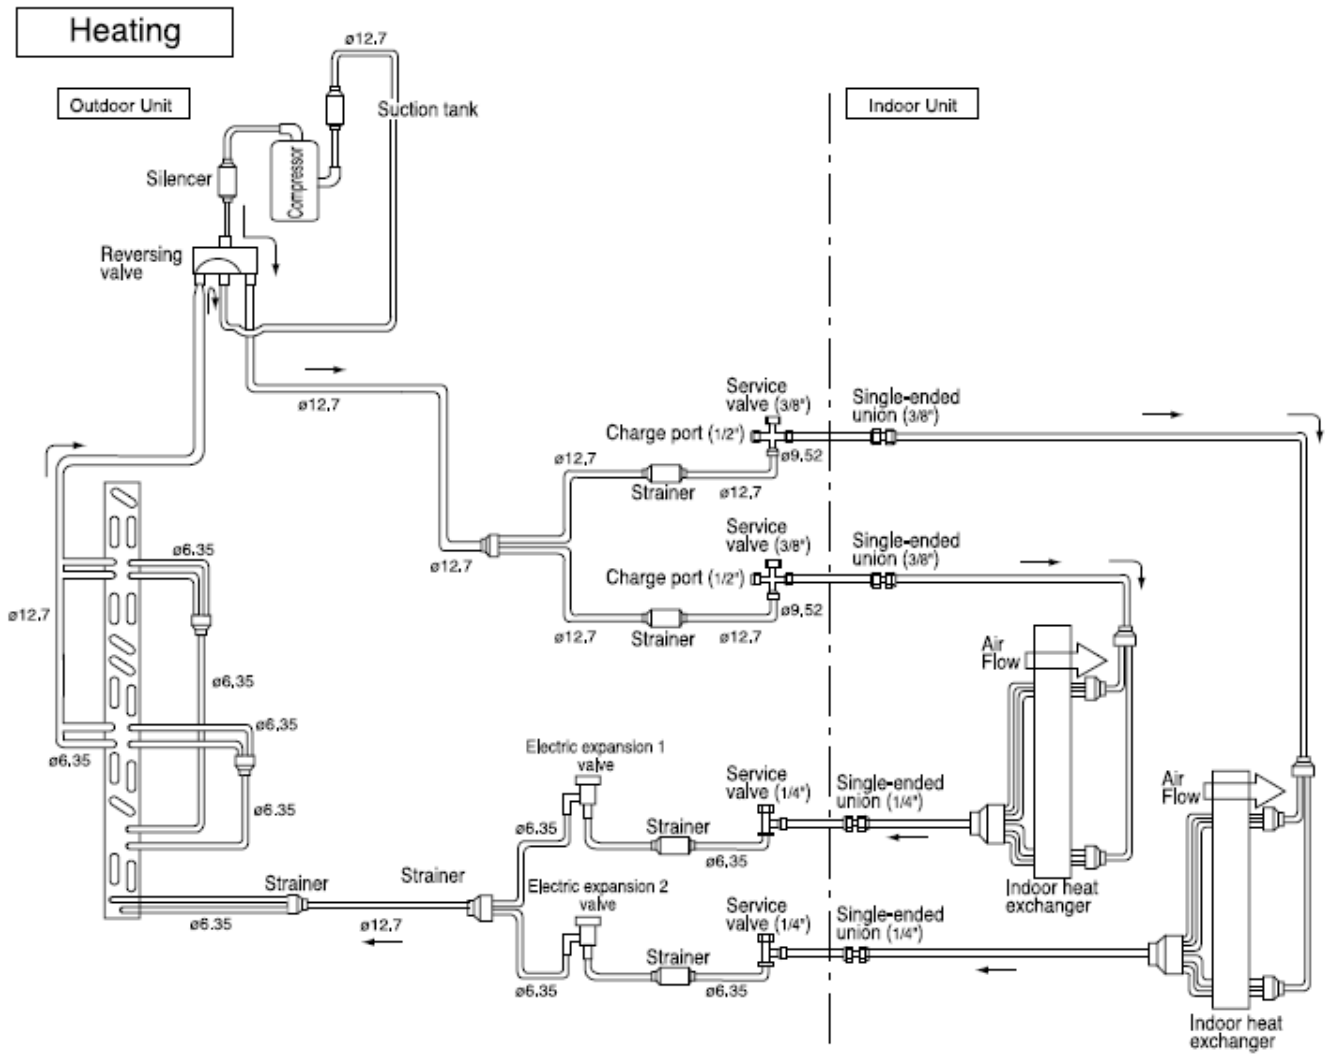 Heating
ø12,7
Outdoor Unit
Suction tank
Indoor Unit
Compressor
Silencer
Reversing
valve
ø12,7
Service
valve (3/8")
Single-ended
union (3/8")
Charge port (1/2")
ø12,7
ø9,52
Strainer
ø12,7
Service
valve (3/8")
Single-ended
union (3/8")
ø6,35
ø12,7
Charge port (1/2")
ø12,7
ø9,52
ø12,7
Strainer
ø12,7
Air
Flow
ø6,35
ø6,35
ø6,35
Electric expansion 1
valve
Service
valve (1/4")
Single-ended
union (1/4")
Air
Flow
ø6,35
ø6,35
Strainer
ø6,35
Strainer
Strainer
Electric expansion 2
valve
Indoor heat
exchanger
ø6,35
ø12,7
Service
valve (1/4")
Single-ended
union (1/4")
Strainer
ø6,35
ø6,35
Indoor heat
exchanger